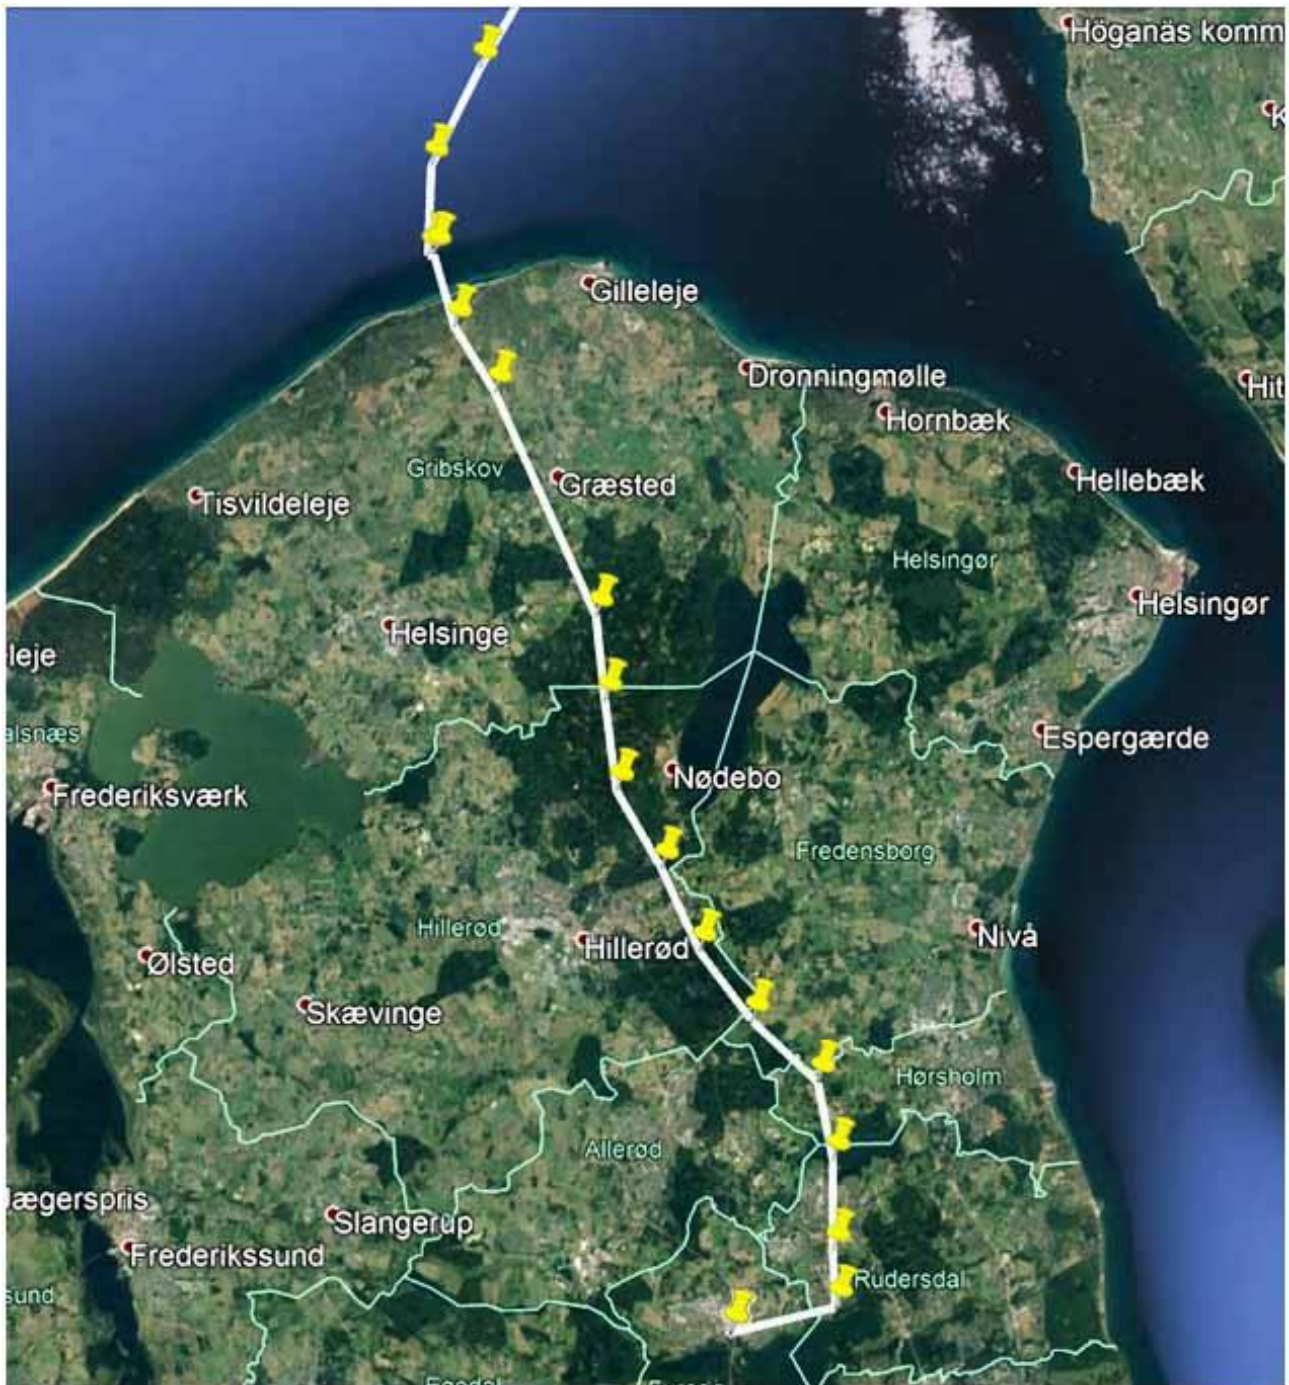 Höganäs komm
K
Gilleleje
Dronningmølle
Hit
Hornbæk
Gribskov
Græsted
Hellebæk
Tisvildeleje
Helsingør
Helsingør
Helsinge
leje
alsnæs
Espergærde
Nødebo
Frederiksværk
Fredensborg
Hillerød
Nivå
Hillerød
Ølsted
Skævinge
Hørsholm
Allerød
Jægerspris
Slangerup
Frederikssund
Rudersdal
sund